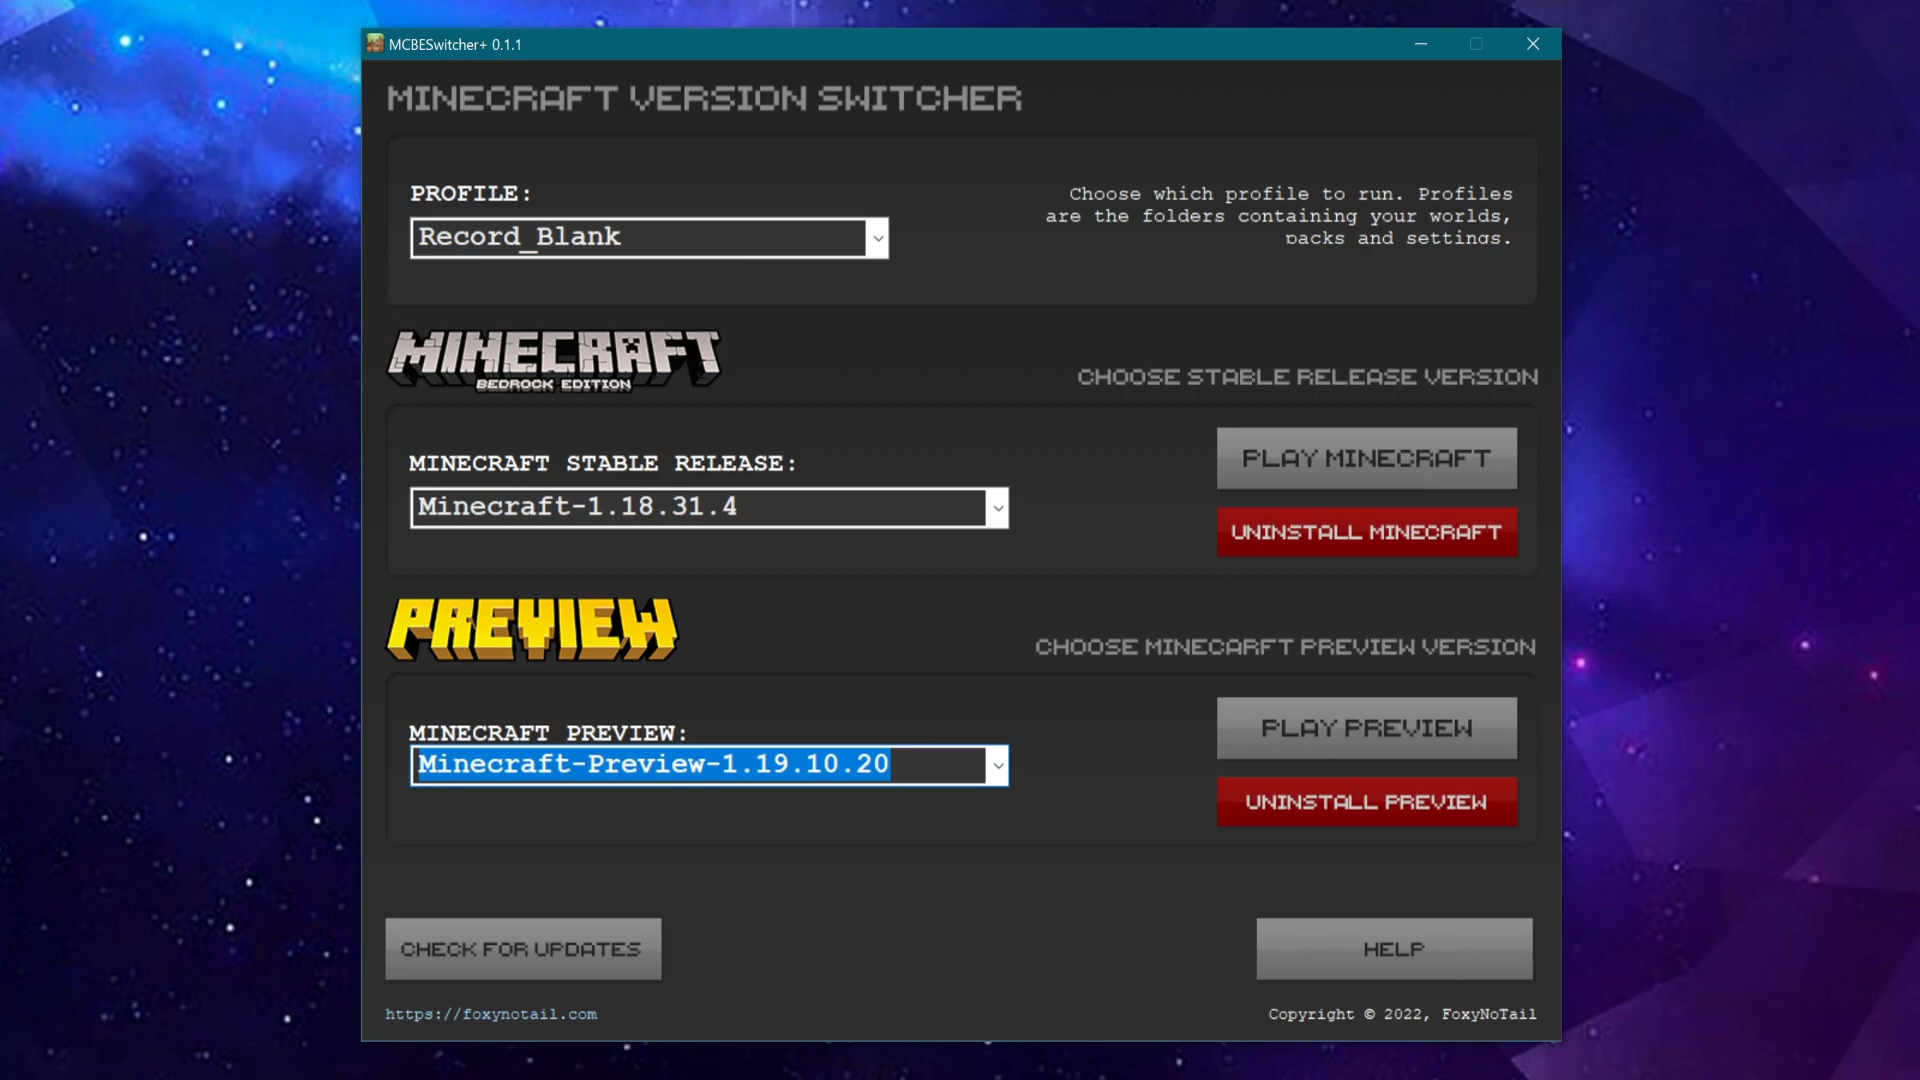 MCBESwitcher+ 0.1.1
MINECRAFT VERSION SWITCHER
PROFILE:
Record_Blank
Choose which profile to run. Profiles
are the folders containing your worlds,
packs and settings.
MINECRAFT
BEDROCK EDITION
CHOOSE STABLE RELEASE VERSION
MINECRAFT STABLE RELEASE:
Minecraft-1.18.31.4
PLAY MINECRAFT
UNINSTALL MINECRAFT
PREVIEW
CHOOSE MINECARFT PREVIEW VERSION
MINECRAFT PREVIEW:
Minecraft-Preview-1.19.10.20
PLAY PREVIEW
UNINSTALL PREVIEW
CHECK FOR UPDATES
HELP
https://foxynotail.com
Copyright © 2022, FoxyNoTail